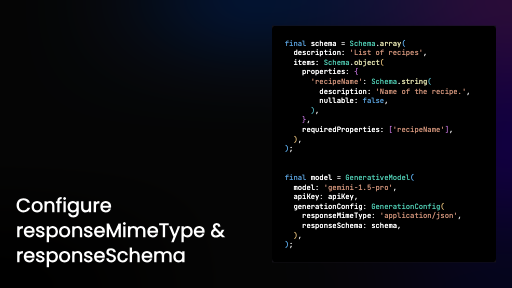 Configure
responseMimeType &
responseSchema
final schema = Schema.array(
description: 'List of recipes',
items: Schema.object(
properties: {
'recipeName': Schema.string(
description: 'Name of the recipe.',
nullable: false,
),
},
requiredProperties: ['recipeName'],
),
);
final model = GenerativeModel(
model: 'gemini-1.5-pro',
apiKey: apiKey,
generationConfig: GenerationConfig(
responseMimeType: 'application/json',
responseSchema: schema,
),
);